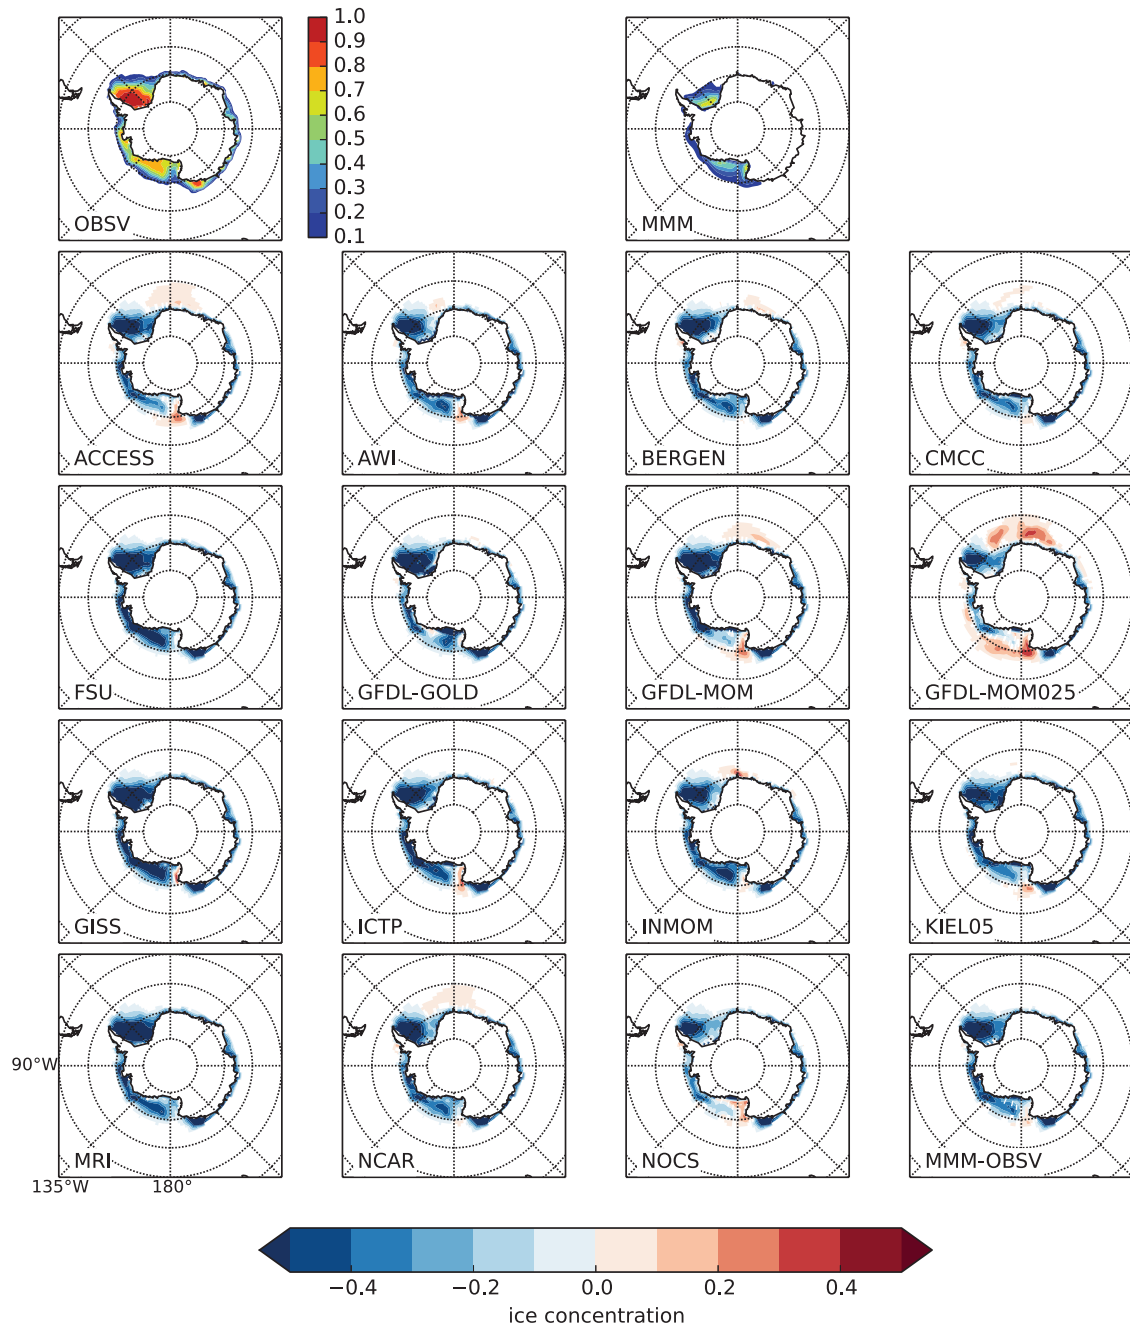 1.0
0.9
0.8
0.7
0.6
0.5
0.4
0.3
0.2
0.1
OBSV
MMM
ACCESS
AWI
BERGEN
CMCC
FSU
GFDL-GOLD
GFDL-MOM
GFDL-MOM025
GISS
ICTP
INMOM
KIEL05
90°W
MRI
NCAR
NOCS
MMM-OBSV
135°W 180°
−0.4 −0.2 0.0 0.2 0.4
ice concentration